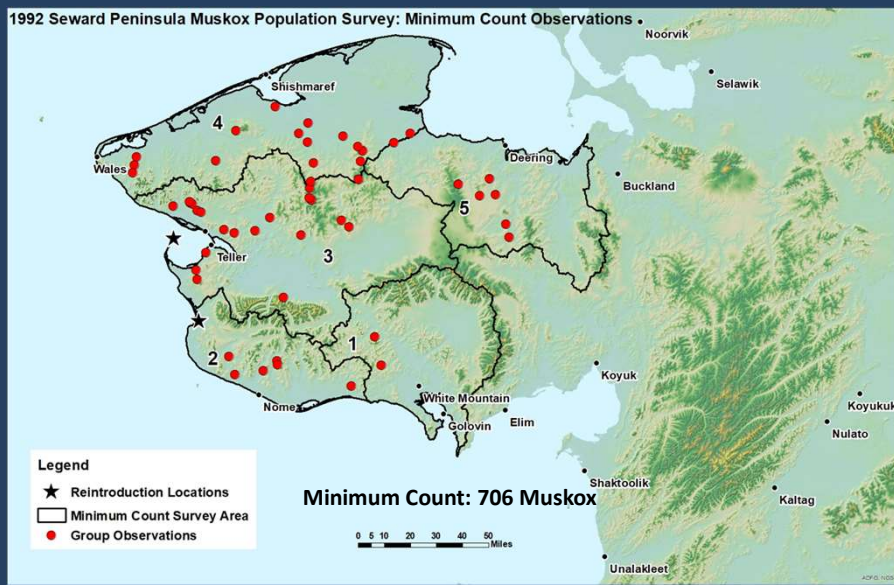 1992 Seward Peninsula Muskox Population Survey: Minimum Count Observations
Noorvik
Selawik
Shishmaref
4
Wales
Deering
Buckland
5
3
Teller
1
2
Koyuk
White Mountain
Koyukuk
Nome
Golovin
Elim
Nulato
Shaktoolik
Kaltag
Unalakleet
Legend
Reintroduction Locations
Minimum Count Survey Area
Group Observations
Minimum Count: 706 Muskox
0 5 10 20 30 40 50
Miles